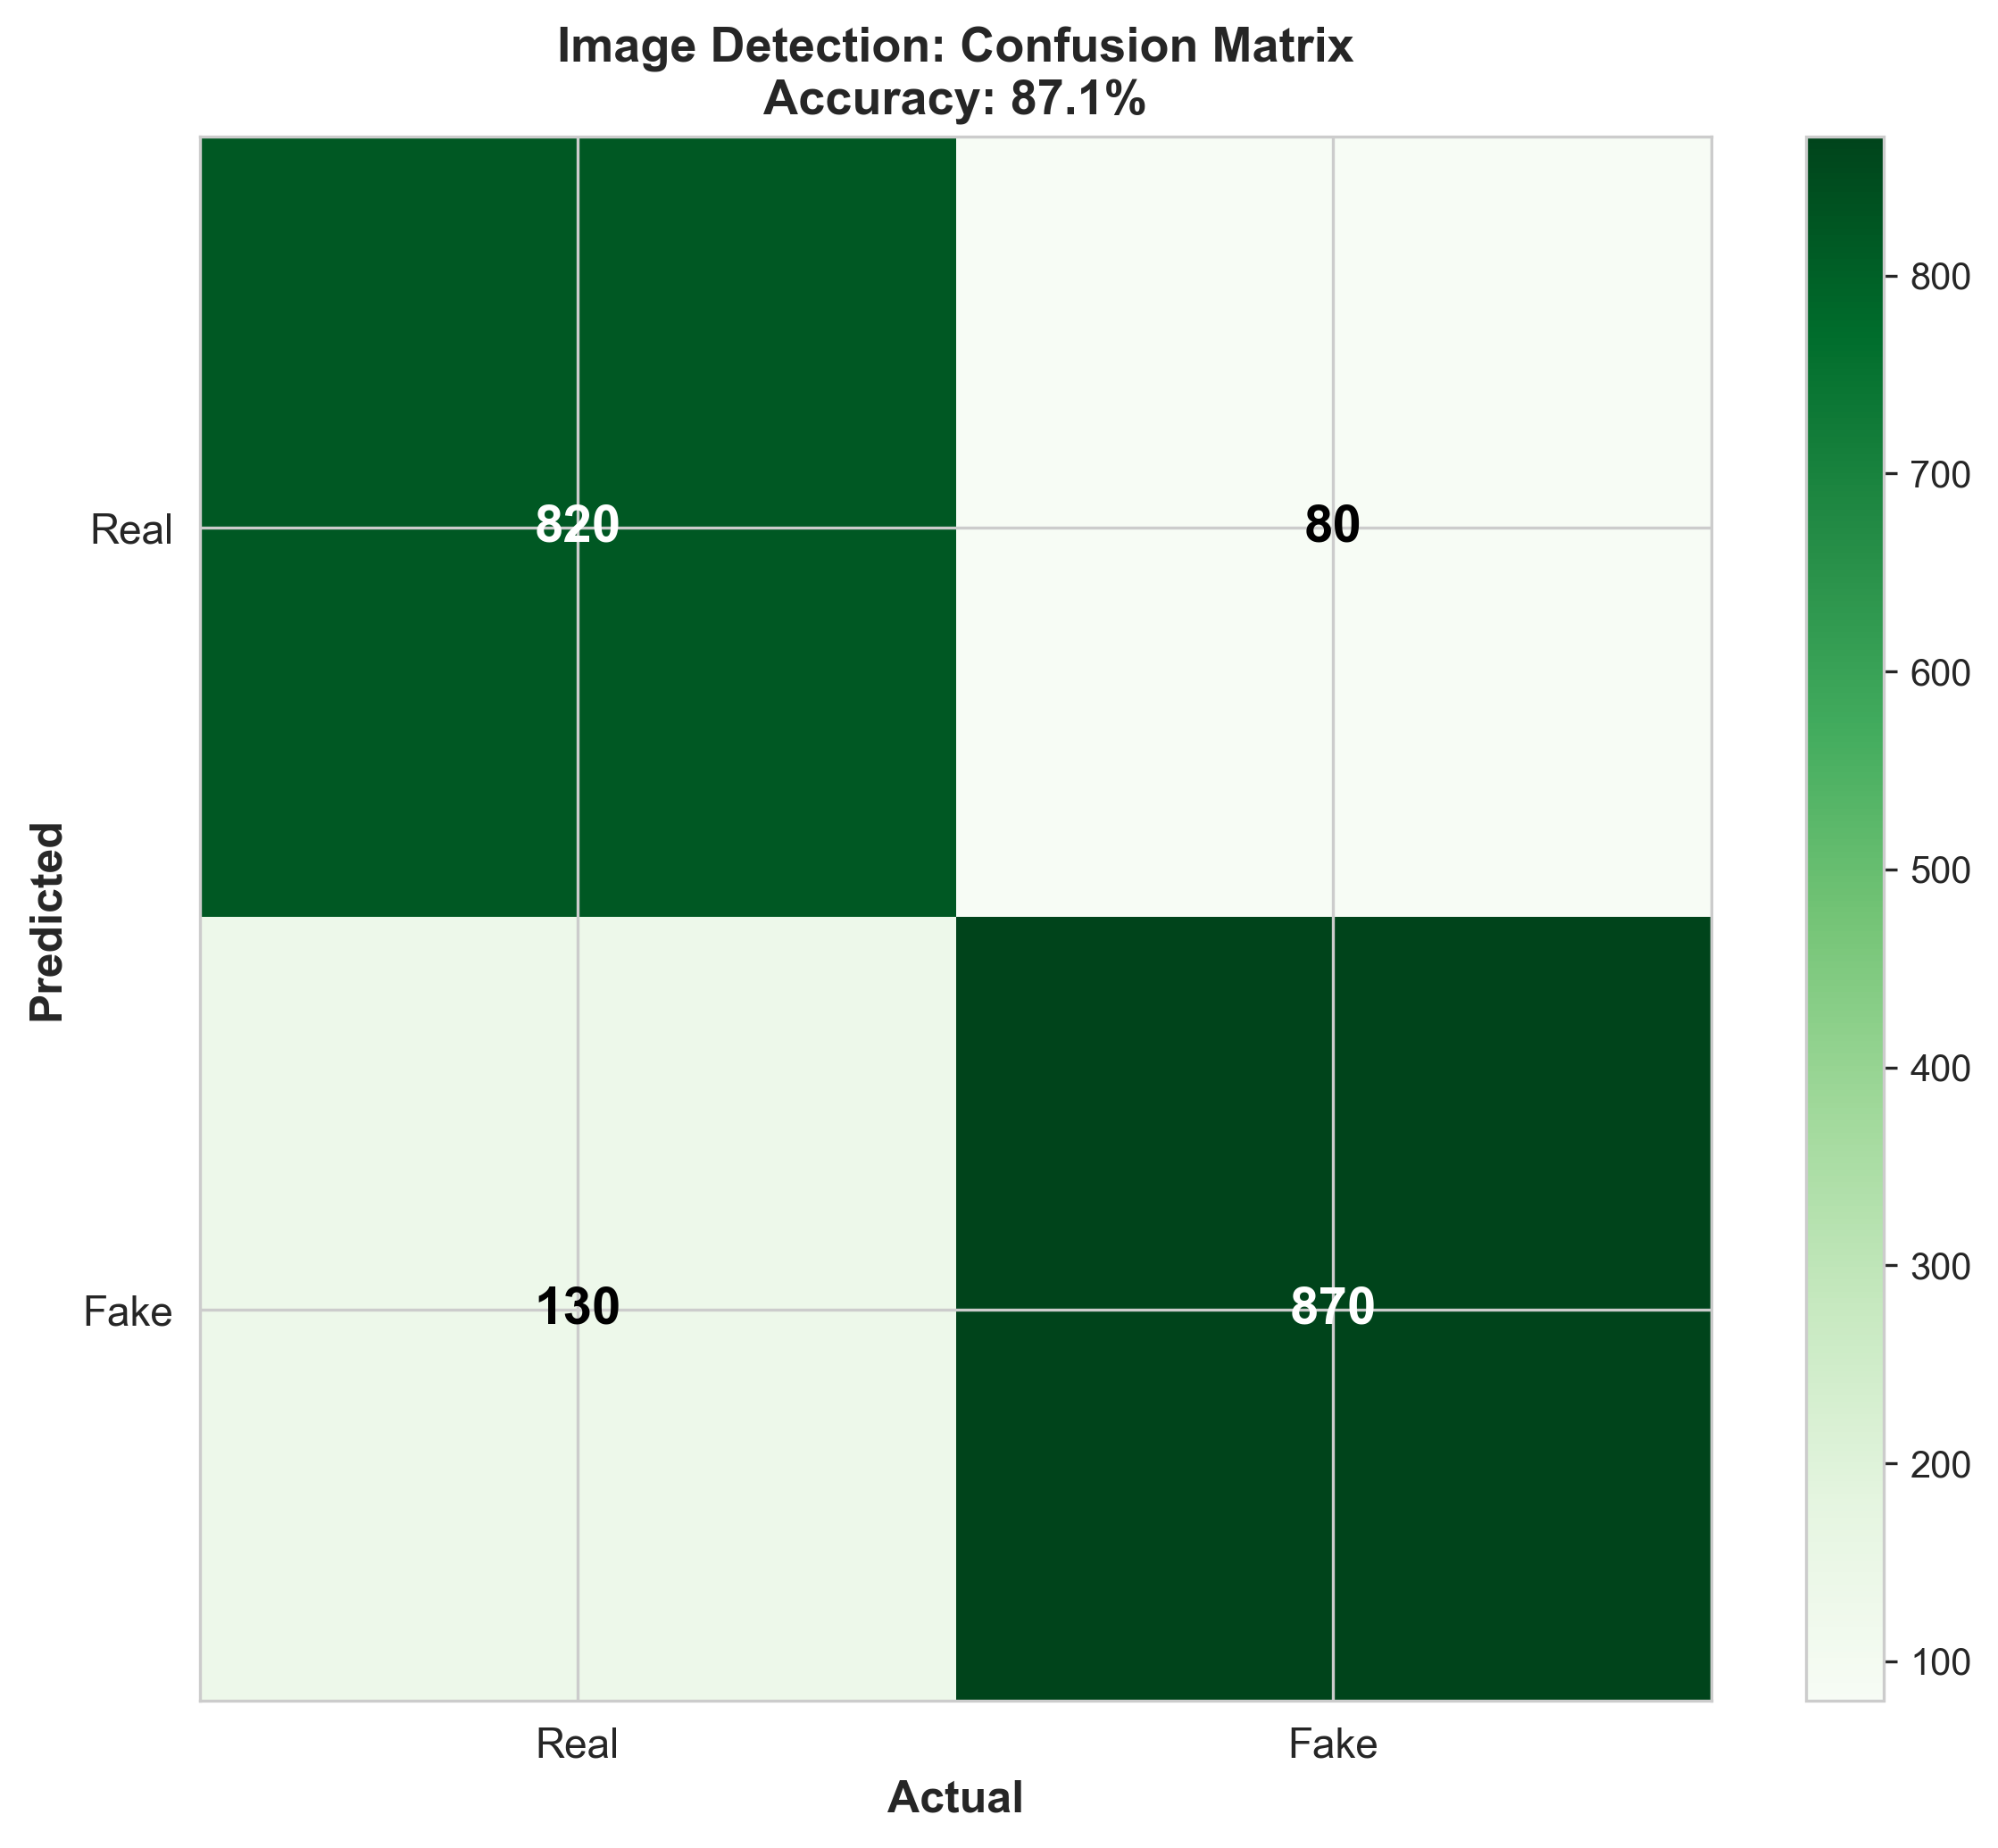 Image Detection: Confusion Matrix
Accuracy: 87.1%
Predicted
Real
820
80
Fake
130
870
Real
Fake
Actual
800
700
600
500
400
300
200
100